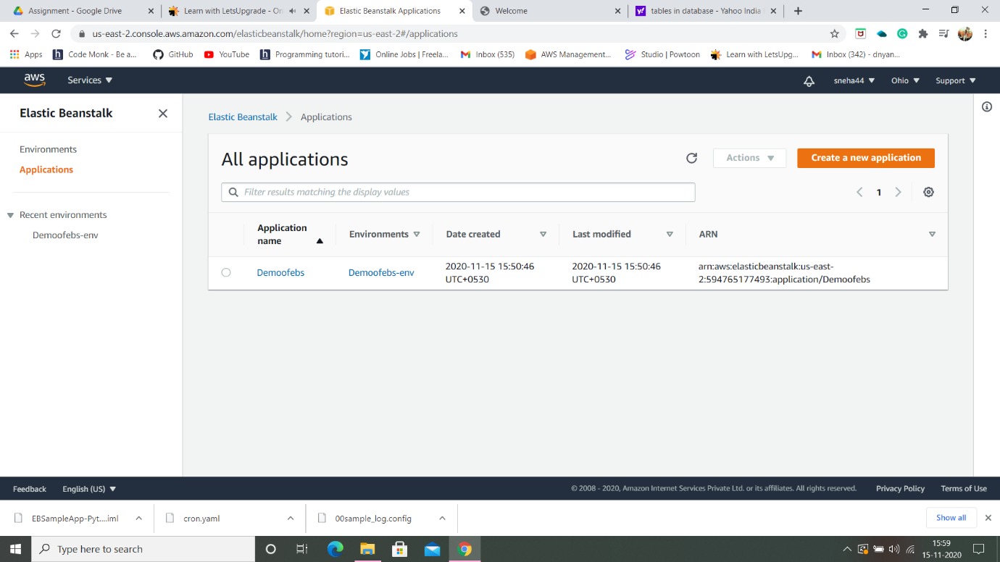 Assignment - Google Drive
Learn with LetsUpgrade - On
Elastic Beanstalk Applications
Welcome
tables in database - Yahoo India
us-east-2.console.aws.amazon.com/elasticbeanstalk/home?region=us-east-2#/applications
Apps
Code Monk - Be a...
GitHub
YouTube
Programming tutori...
Online Jobs | Freela...
Inbox (535)
AWS Management...
Studio | Powtoon
Learn with LetsUpg...
Inbox (342) - dnyan...
aws
Services
sneha44
Ohio
Support
Elastic Beanstalk
Environments
Applications
Recent environments
Demoofebs-env
Elastic Beanstalk
Applications
All applications
Actions
Create a new application
Filter results matching the display values
1
Application
name
Environments
Date created
Last modified
ARN
Demoofebs
Demoofebs-env
2020-11-15 15:50:46
UTC+0530
2020-11-15 15:50:46
UTC+0530
arn:aws:elasticbeanstalk:us-east-
2:594765177493:application/Demoofebs
Feedback
English (US)
© 2008 - 2020, Amazon Internet Services Private Ltd. or its affiliates. All rights reserved.
Privacy Policy
Terms of Use
EBSampleApp-Pyt....iml
cron.yaml
00sample_log.config
Show all
Type here to search
15:59
15-11-2020